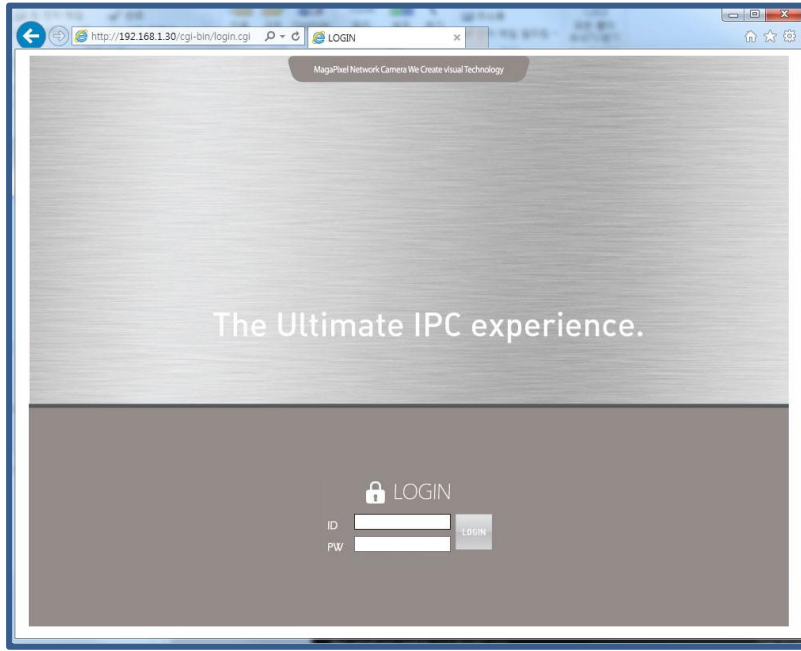 http://192.168.1.30/cgi-bin/login.cgi
LOGIN
MagaPixel Network Camera We Create visual Technology
The Ultimate IPC experience.
LOGIN
ID
LOGIN
PW